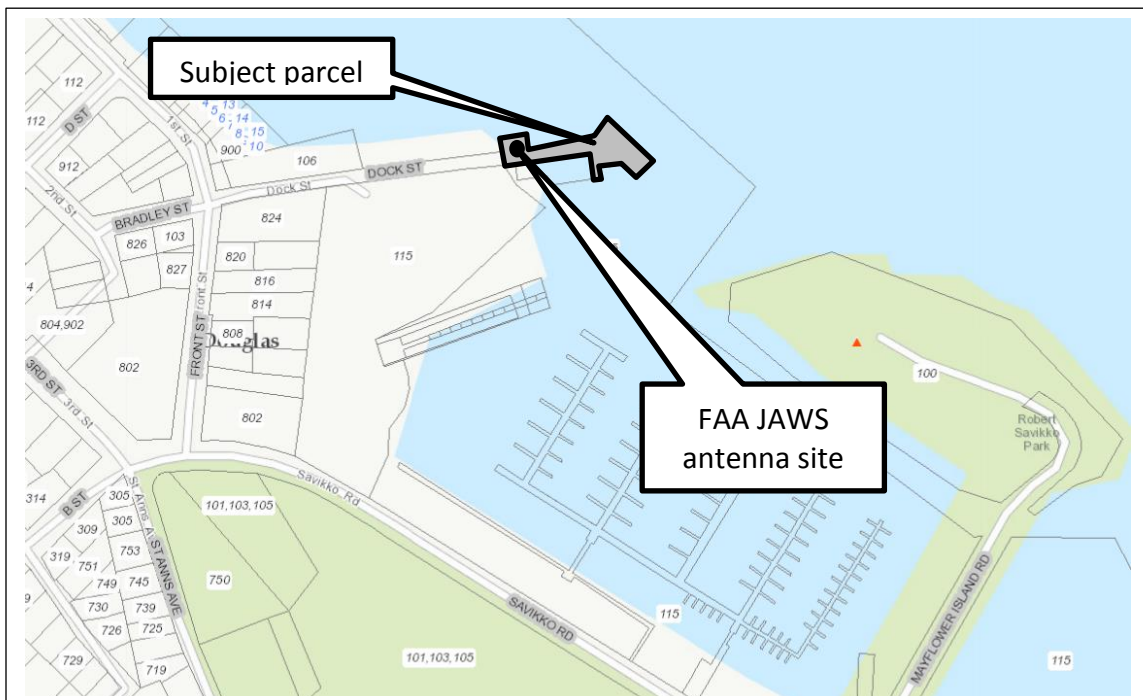 Subject parcel
FAA JAWS
antenna site
112
D ST
112
912
1st St
2nd St
13
5
14
6
8
15
10
900
106
DOCK ST
Dock St
BRADLEY ST
826
103
827
824
820
816
814
808
Douglas
802
FRONT ST
ront St
115
804,902
802
3RD ST
3rd St
Savikko Rd
SAVIKKO RD
100
Robert
Savikko
Park
MAYFLOWER ISLAND RD
314
B ST
305
305
309
319
751
753
749
745
730
739
726
725
729
719
ST ANNS AVE
St Anns A
101,103,105
750
101,103,105
115
115